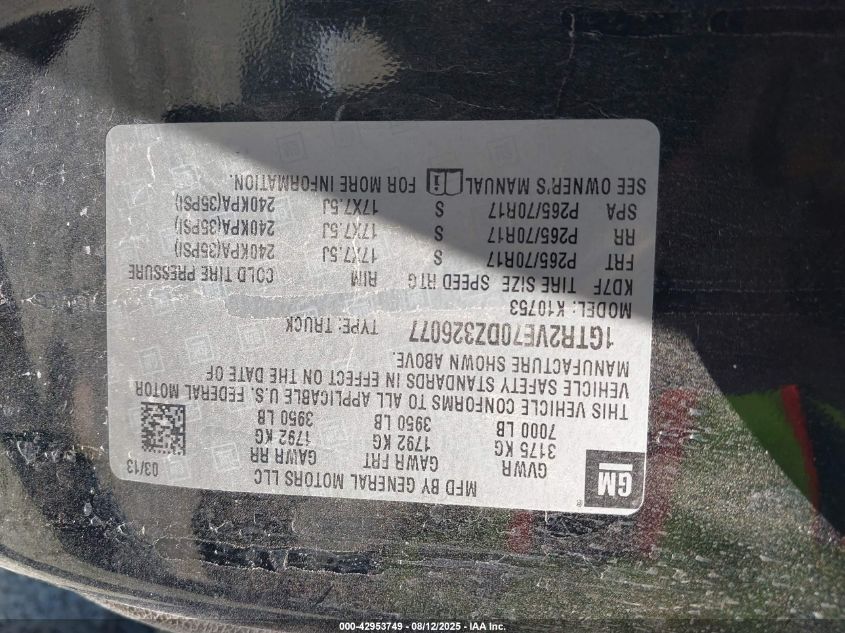 GM
®
MFD BY GENERAL MOTORS LLC 03/13
GVWR GAWR FRT GAWR RR
3175 KG 1792 KG 1792 KG
7000 LB 3950 LB 3950 LB
THIS VEHICLE CONFORMS TO ALL APPLICABLE U.S. FEDERAL MOTOR
VEHICLE SAFETY STANDARDS IN EFFECT ON THE DATE OF
MANUFACTURE SHOWN ABOVE.
1GTR2VE70DZ326077 TYPE: TRUCK
MODEL: K10753
KD7F TIRE SIZE SPEED RTG RIM COLD TIRE PRESSURE
FRT P265/70R17 S 17X7.5J 240KPA(35PSI)
RR P265/70R17 S 17X7.5J 240KPA(35PSI)
SPA P265/70R17 S 17X7.5J 240KPA(35PSI)
SEE OWNER'S MANUAL i FOR MORE INFORMATION.
000-42953749 - 08/12/2025 - IAA Inc.